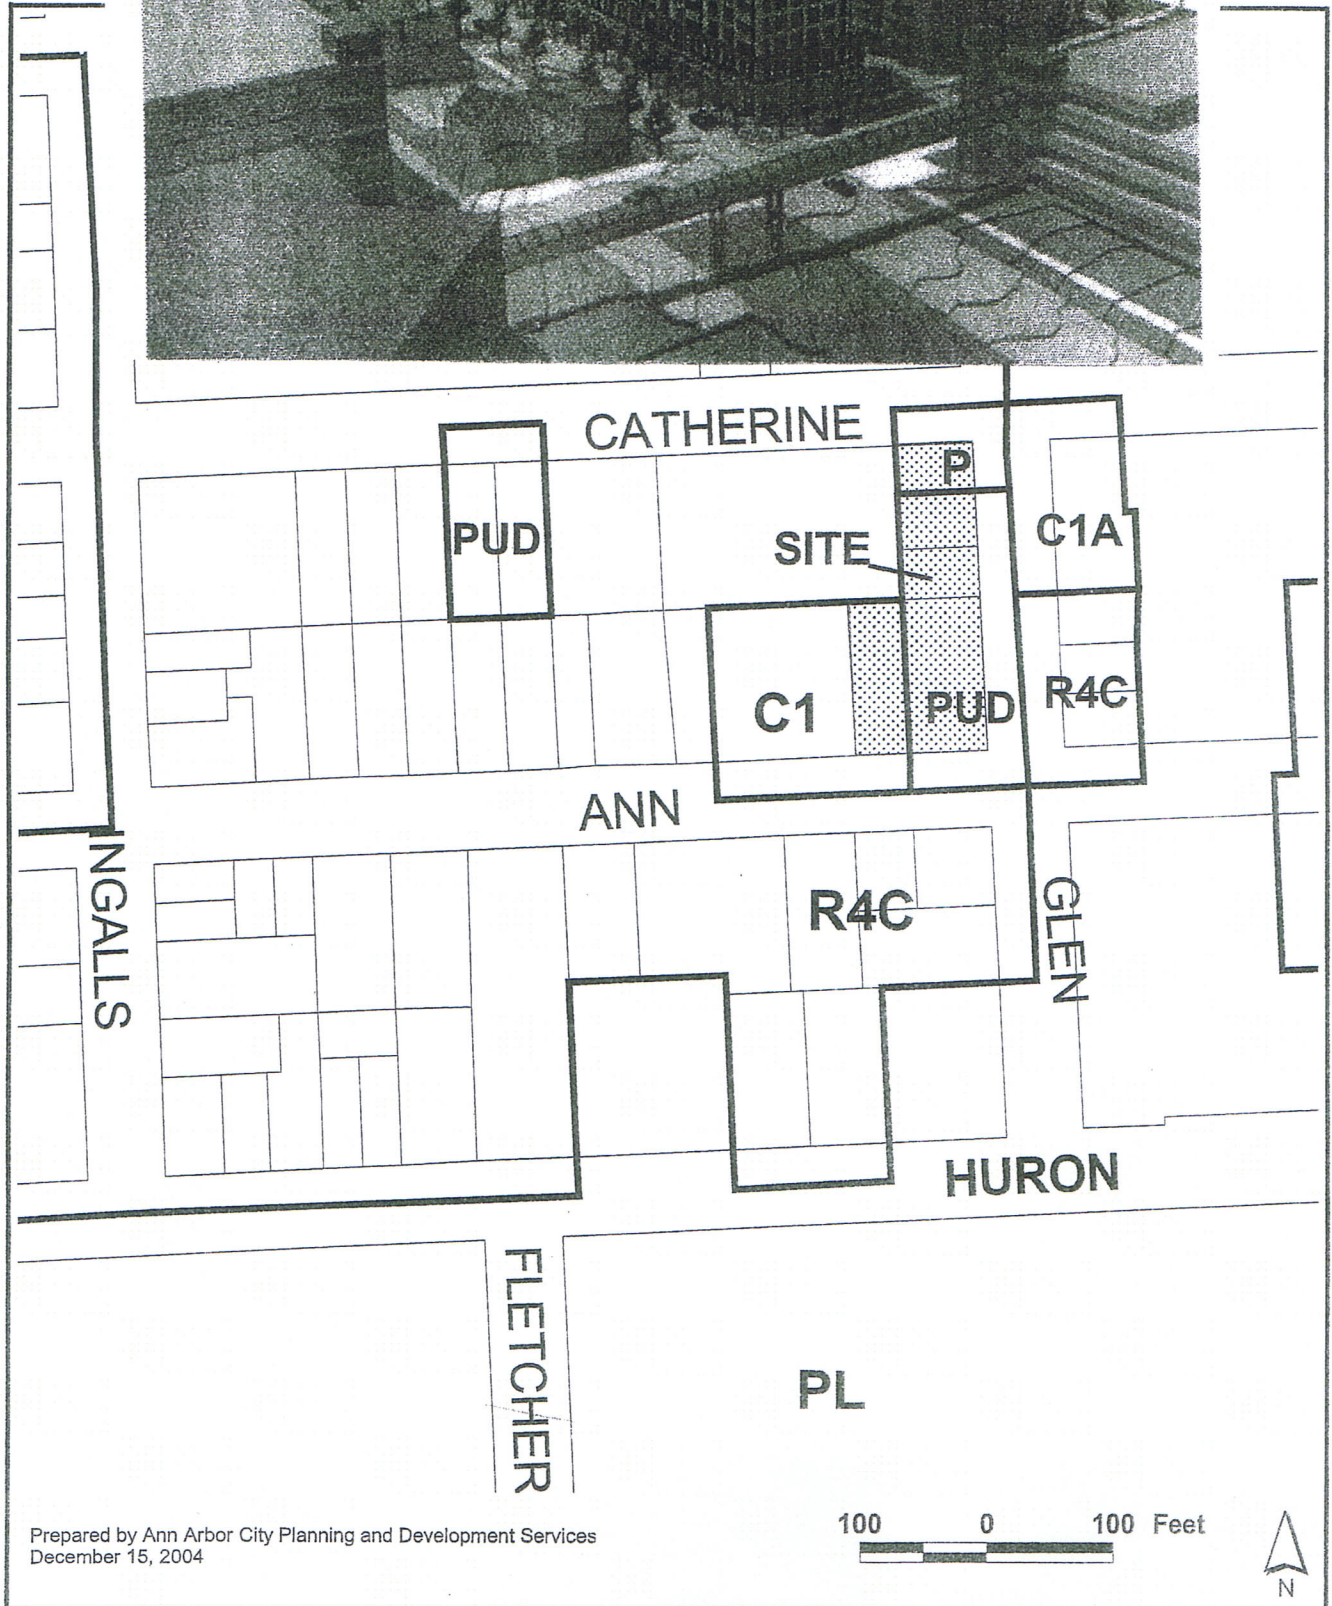 CATHERINE
P
PUD
C1A
SITE
C1
PUD
R4C
ANN
INGALLS
R4C
GLEN
HURON
FLETCHER
PL
Prepared by Ann Arbor City Planning and Development Services
December 15, 2004
100 0 100 Feet
N